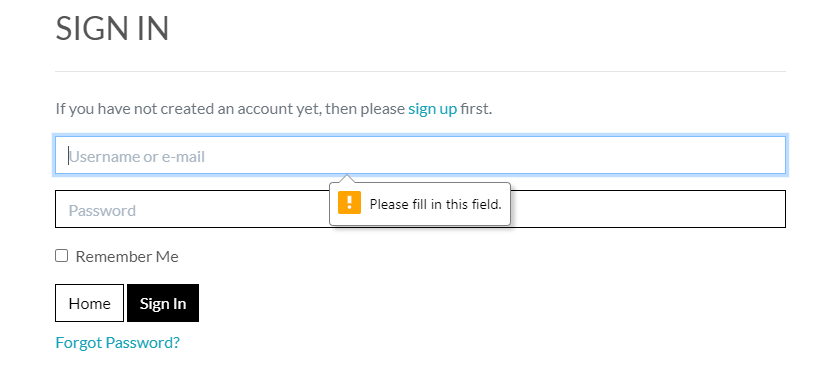 SIGN IN
If you have not created an account yet, then please sign up first.
Username or e-mail
Please fill in this field.
Password
Remember Me
Home Sign In
Forgot Password?